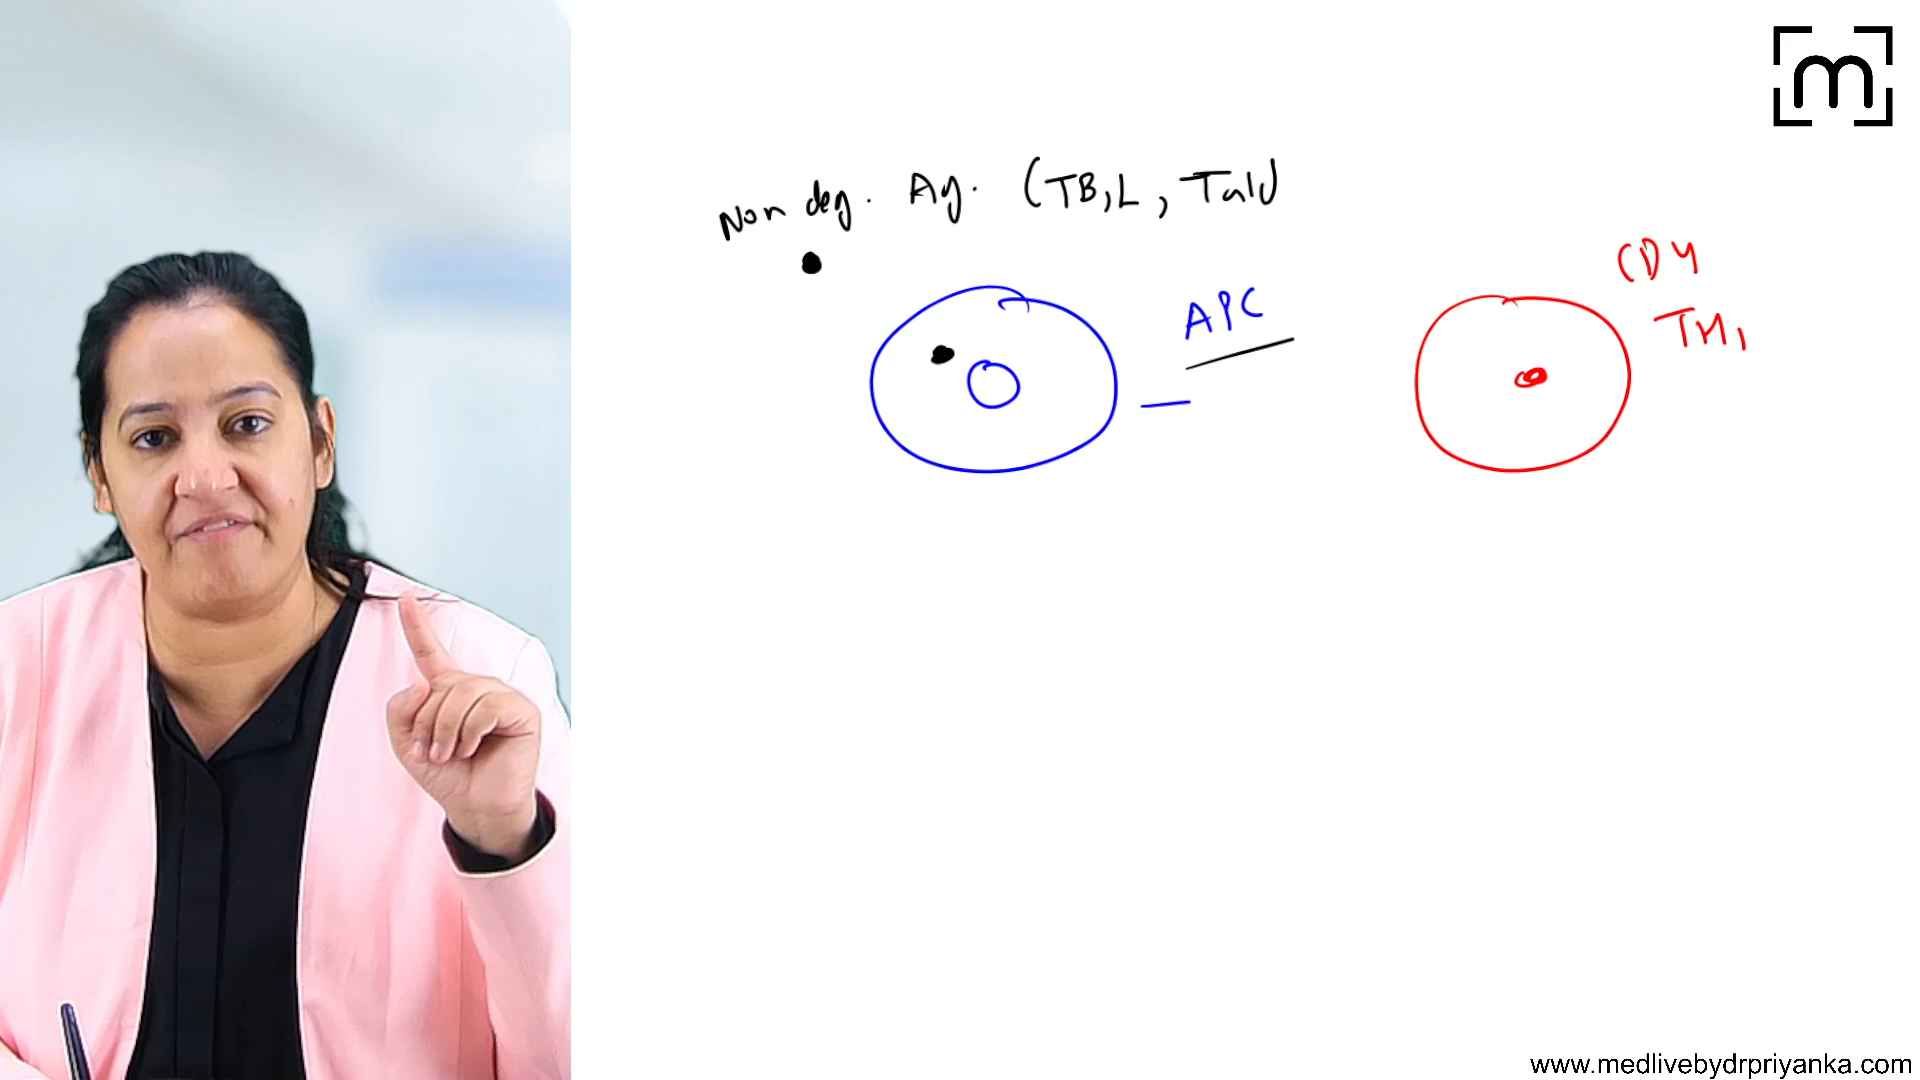 Non deg. Ag. (TB, L, Talc)
APC
CD4
TH1
m
www.medlivebydrpriyanka.com